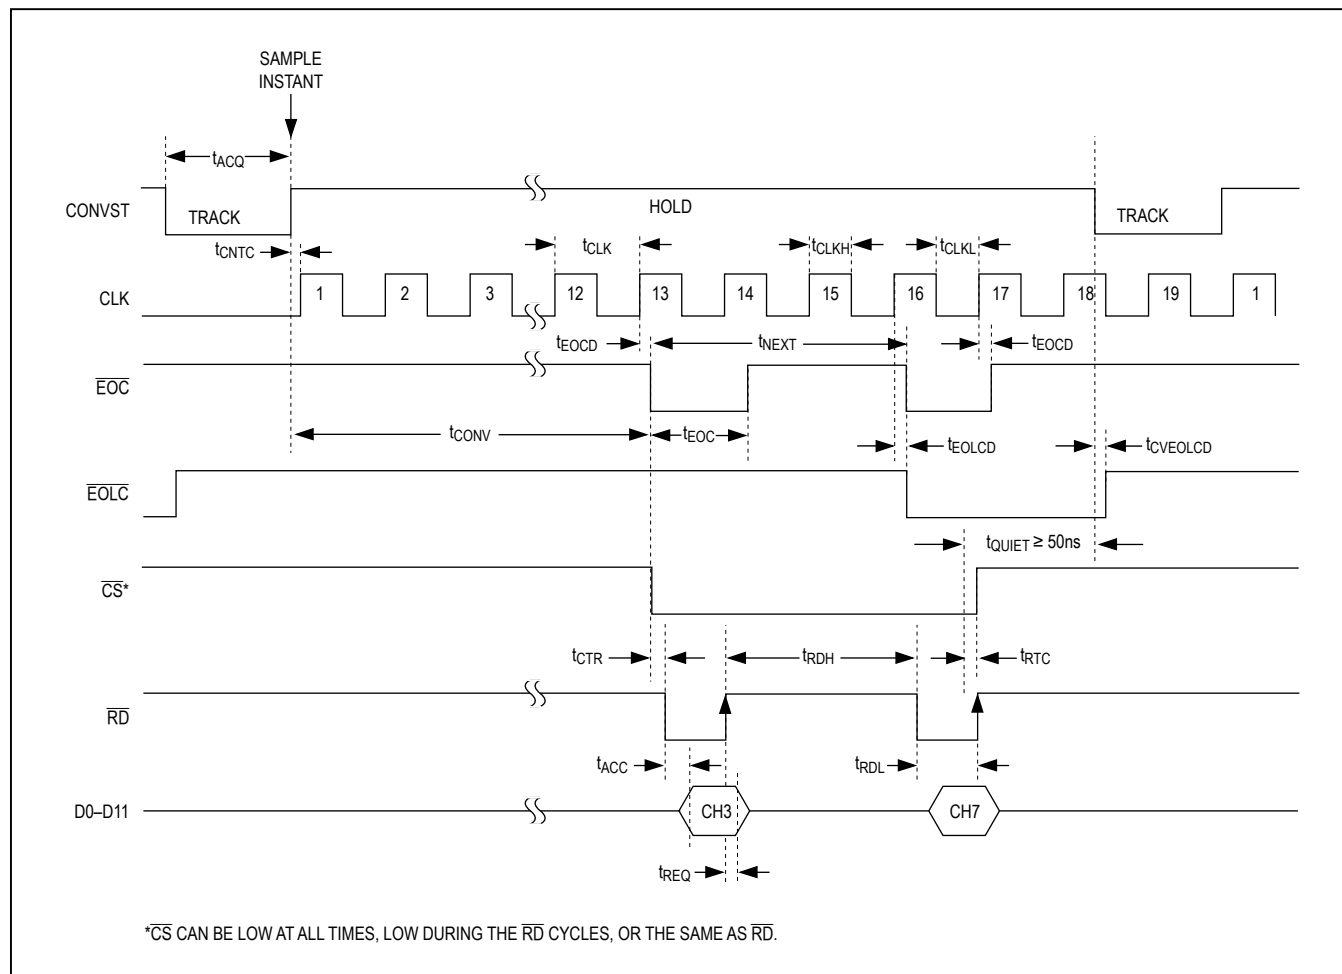 SAMPLE
INSTANT
tACQ
CONVST
TRACK
HOLD
TRACK
tCNTC
tCLK
tCLKH
tCLKL
CLK
1 2 3 12 13 14 15 16 17 18 19 1
tEOCD
tNEXT
tEOCD
EOC
tCONV
tEOC
tEOLCD
tCVEOLCD
EOLC
tQUIET ≥ 50ns
CS*
tCTR
tRDH
tRTC
RD
tACC
tRDL
D0–D11
CH3
CH7
tREQ
*CS CAN BE LOW AT ALL TIMES, LOW DURING THE RD CYCLES, OR THE SAME AS RD.